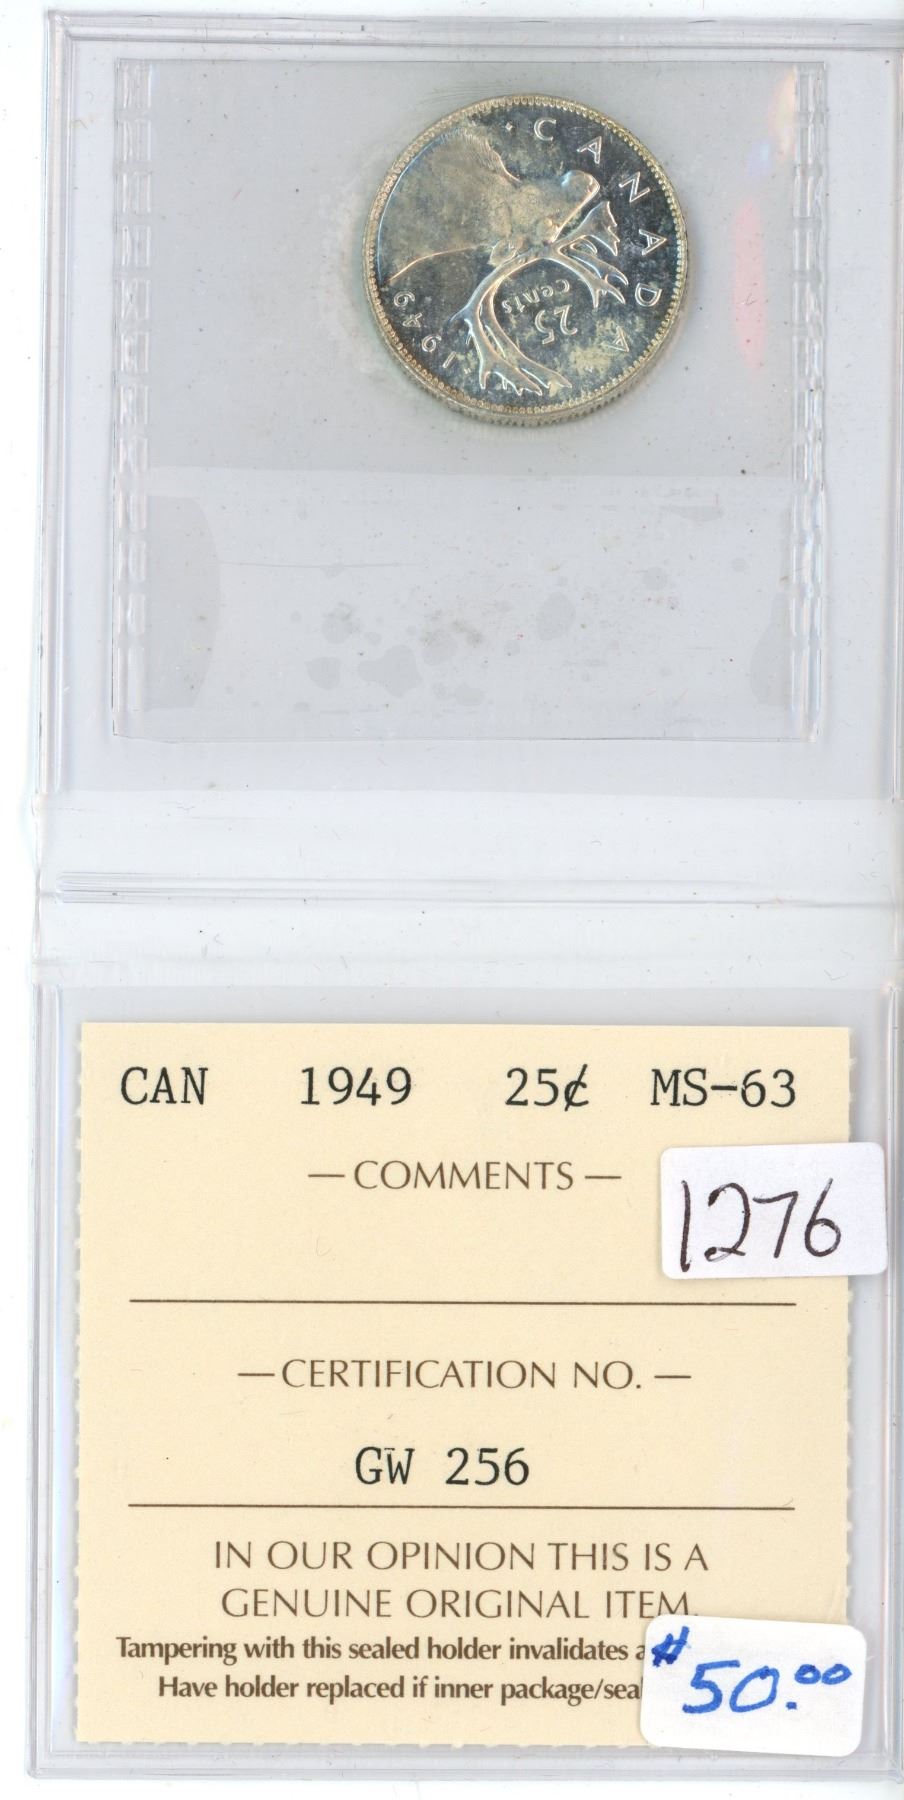 CANADA
25
cents
1949
CAN 1949 25¢ MS-63
— COMMENTS —
1276
— CERTIFICATION NO. —
GW 256
IN OUR OPINION THIS IS A
GENUINE ORIGINAL ITEM.
Tampering with this sealed holder invalidates
Have holder replaced if inner package/seal
$50.00